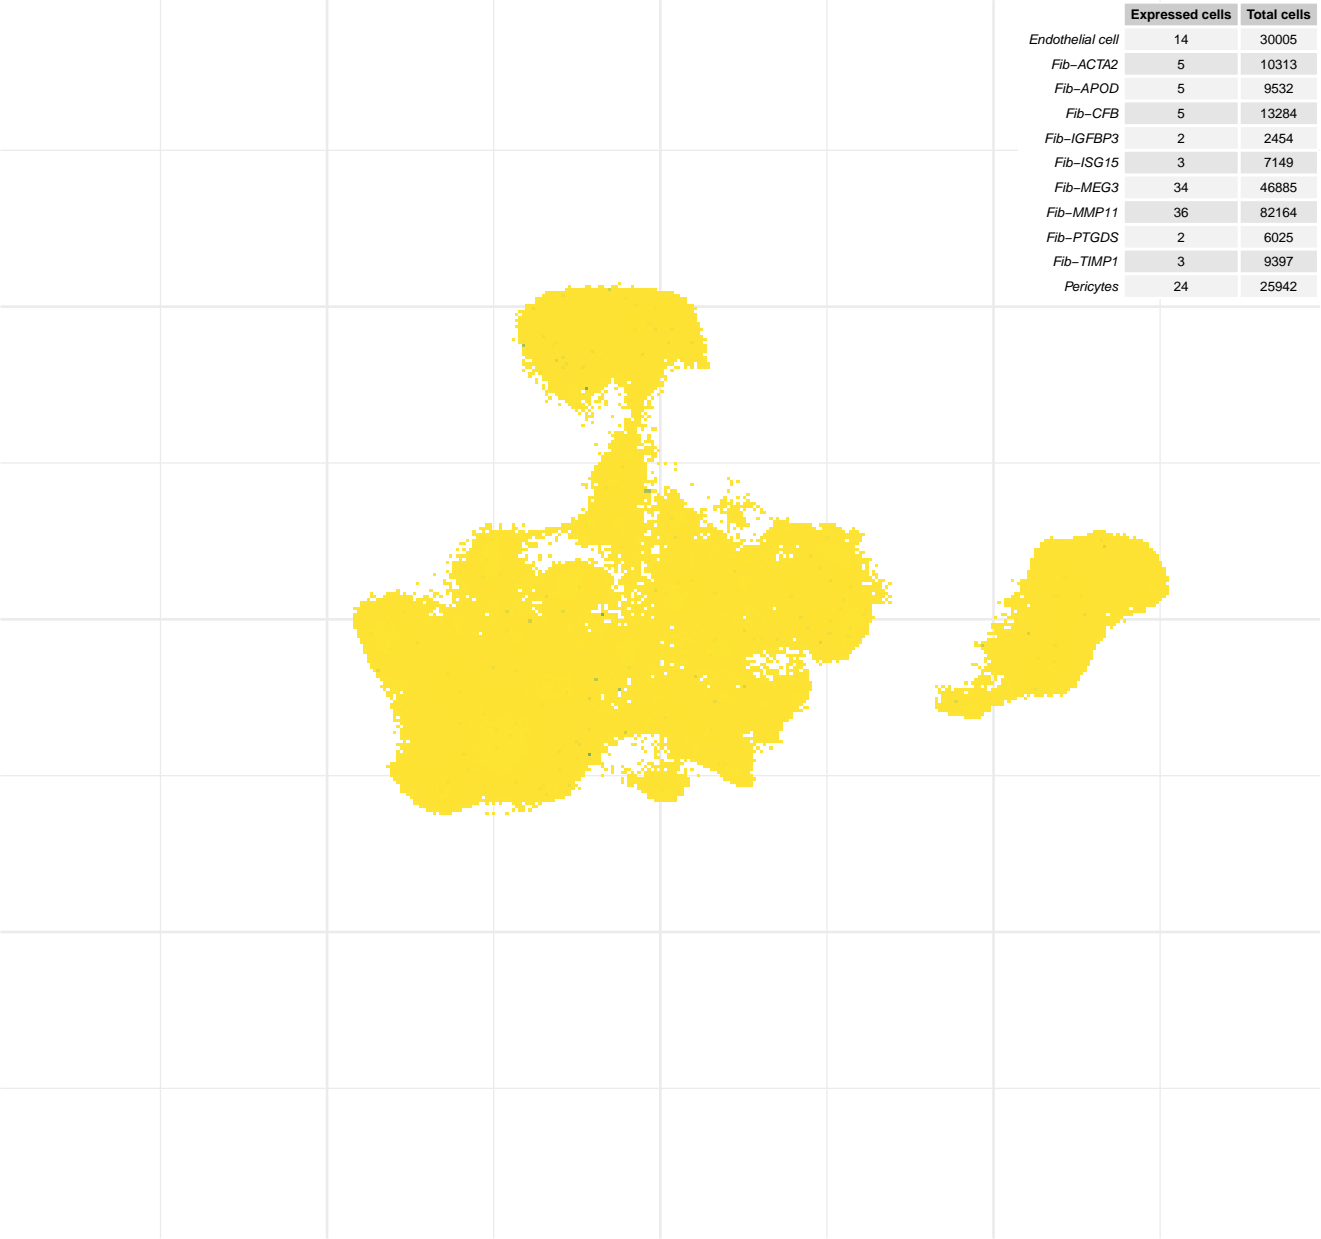 Expressed cells Total cells
Endothelial cell 14 30005
Fib−ACTA2 5 10313
Fib−APOD 5 9532
Fib−CFB 5 13284
Fib−IGFBP3 2 2454
Fib−ISG15 3 7149
Fib−MEG3 34 46885
Fib−MMP11 36 82164
Fib−PTGDS 2 6025
Fib−TIMP1 3 9397
Pericytes 24 25942